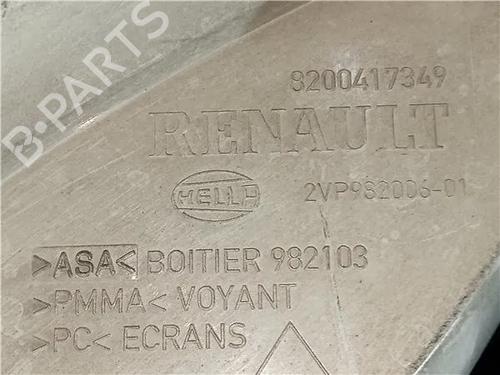 B-PARTS
8200417349
RENAULT
HELLA 2VP982006-01
>ASA< BOITIER 982103
>PMMA< VOYANT
>PC< ECRANS